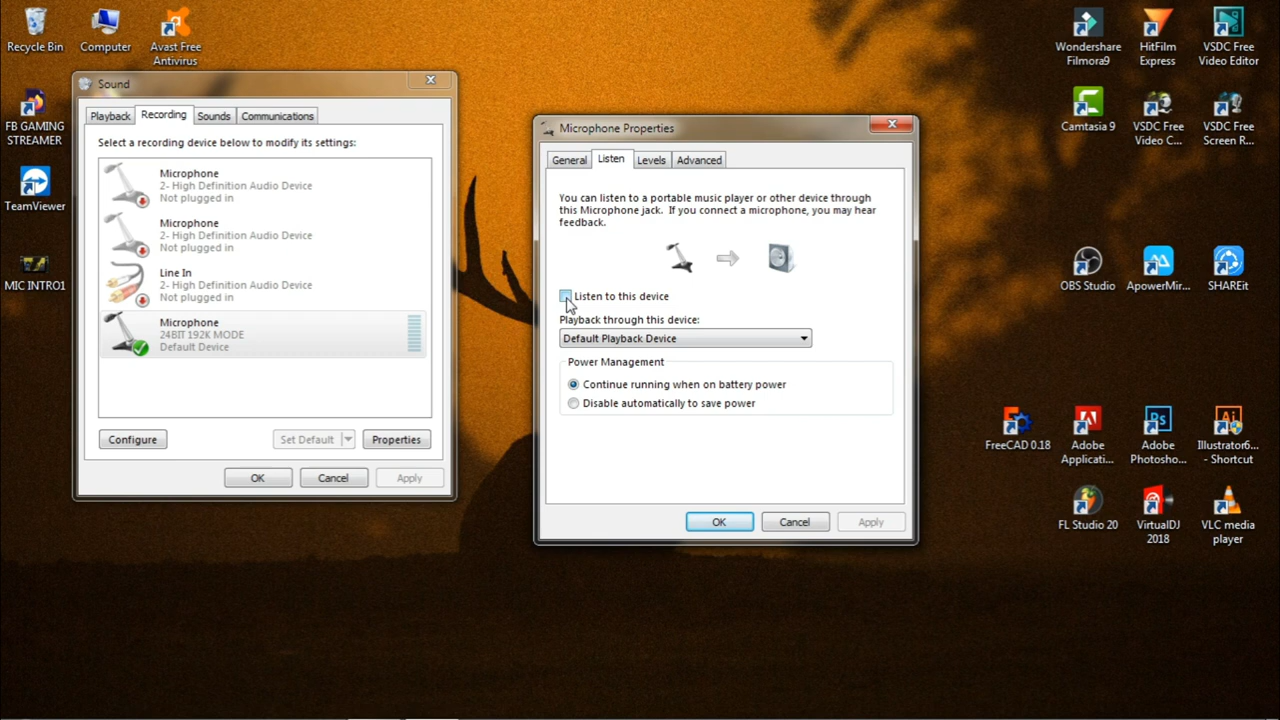 Recycle Bin
Computer
Avast Free
Antivirus
FB GAMING
STREAMER
TeamViewer
MIC INTRO1
Sound
Playback
Recording
Sounds
Communications
Select a recording device below to modify its settings:
Microphone
2- High Definition Audio Device
Not plugged in
Microphone
2- High Definition Audio Device
Not plugged in
Line In
2- High Definition Audio Device
Not plugged in
Microphone
24BIT 192K MODE
Default Device
Configure
Set Default
Properties
OK
Cancel
Apply
Microphone Properties
General
Listen
Levels
Advanced
You can listen to a portable music player or other device through
this Microphone jack. If you connect a microphone, you may hear
feedback.
Listen to this device
Playback through this device:
Default Playback Device
Power Management
Continue running when on battery power
Disable automatically to save power
OK
Cancel
Apply
Wondershare
Filmora9
HitFilm
Express
VSDC Free
Video Editor
Camtasia 9
VSDC Free
Video C...
VSDC Free
Screen R...
OBS Studio
ApowerMir...
SHAREit
FreeCAD 0.18
Adobe
Applicati...
Adobe
Photosho...
Illustrator6...
- Shortcut
FL Studio 20
VirtualDJ
2018
VLC media
player